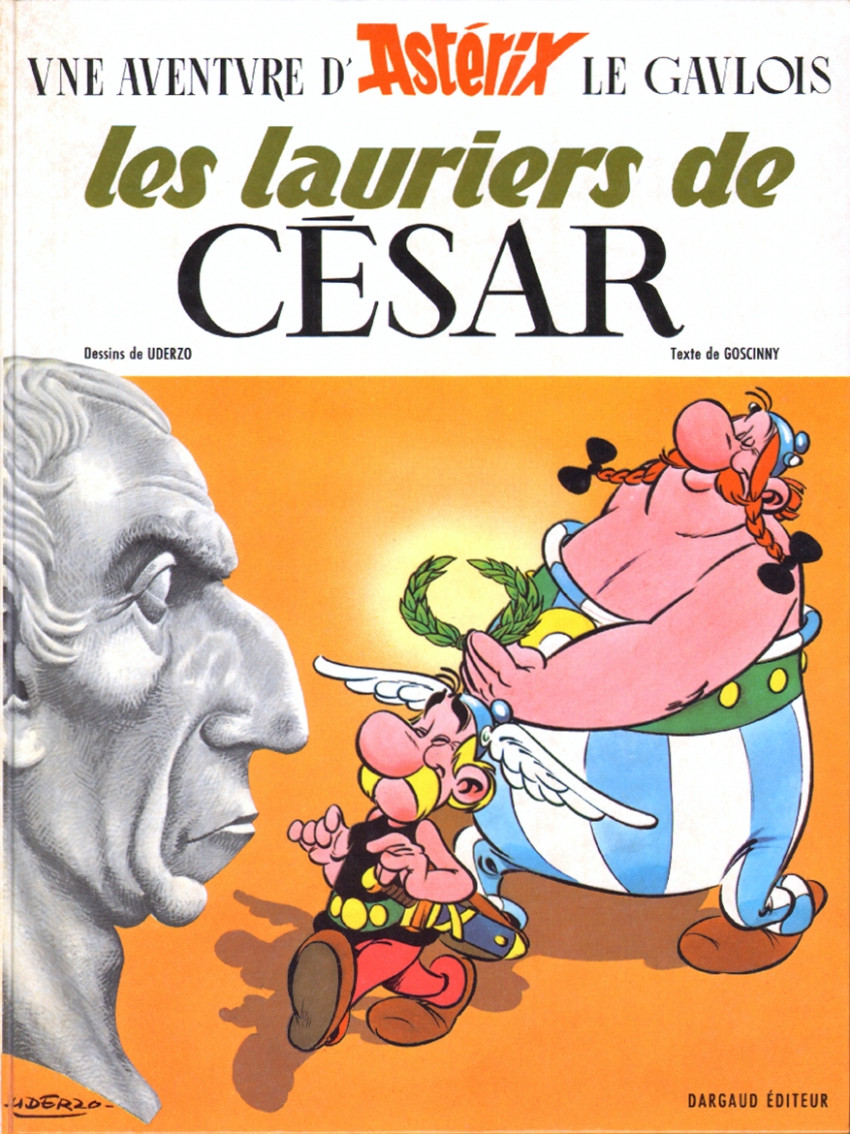 VNE AVENTVRE D'Astérix LE GAVLOIS
les lauriers de
CÉSAR
Dessins de UDERZO
Texte de GOSCINNY
UDERZO
DARGAUD ÉDITEUR